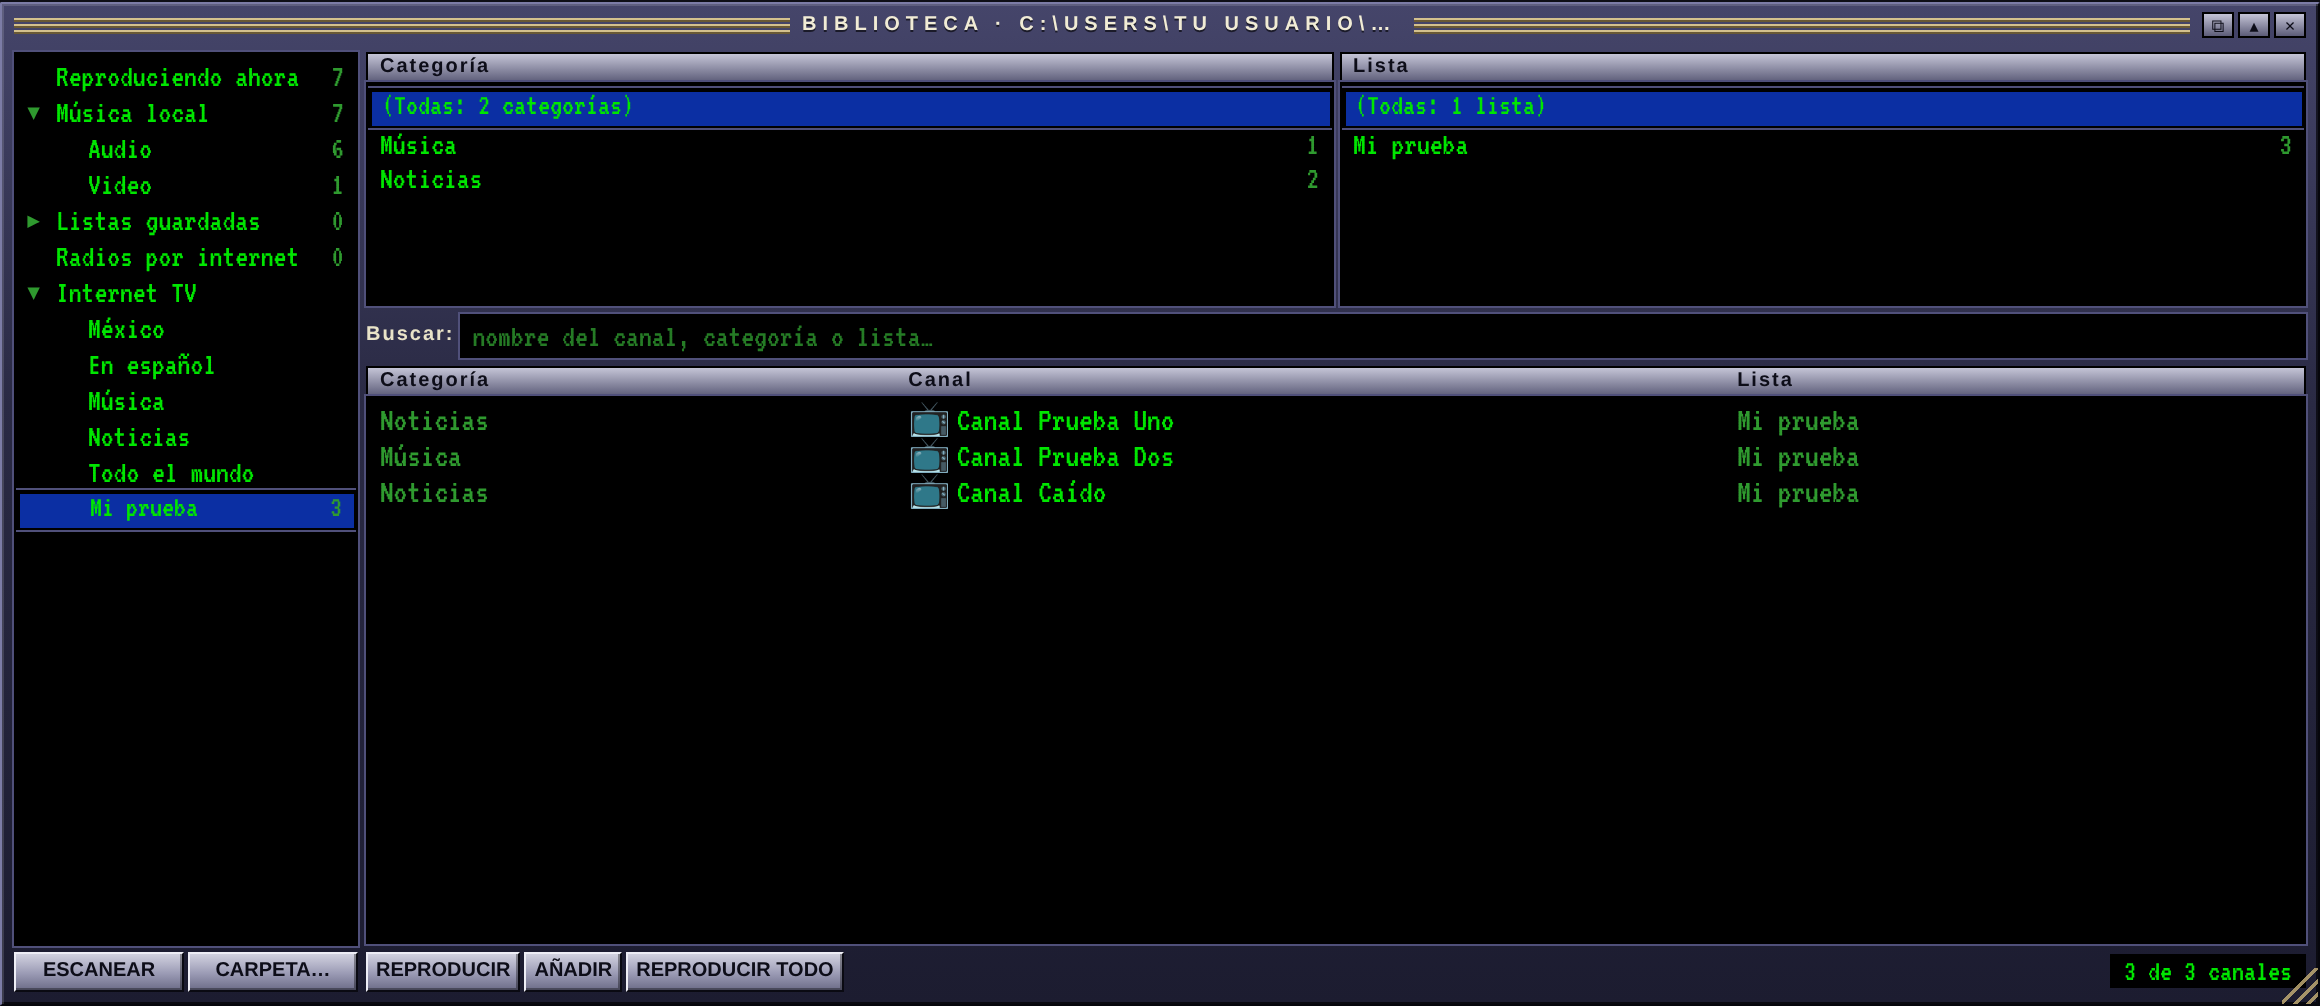 BIBLIOTECA · C:\USERS\TU USUARIO\…
Reproduciendo ahora 7
Música local 7
Audio 6
Video 1
Listas guardadas 0
Radios por internet 0
Internet TV
México
En español
Música
Noticias
Todo el mundo
Mi prueba 3
Categoría
(Todas: 2 categorías)
Música 1
Noticias 2
Lista
(Todas: 1 lista)
Mi prueba 3
Buscar: nombre del canal, categoría o lista…
Categoría Canal Lista
Noticias Canal Prueba Uno Mi prueba
Música Canal Prueba Dos Mi prueba
Noticias Canal Caído Mi prueba
ESCANEAR CARPETA… REPRODUCIR AÑADIR REPRODUCIR TODO 3 de 3 canales